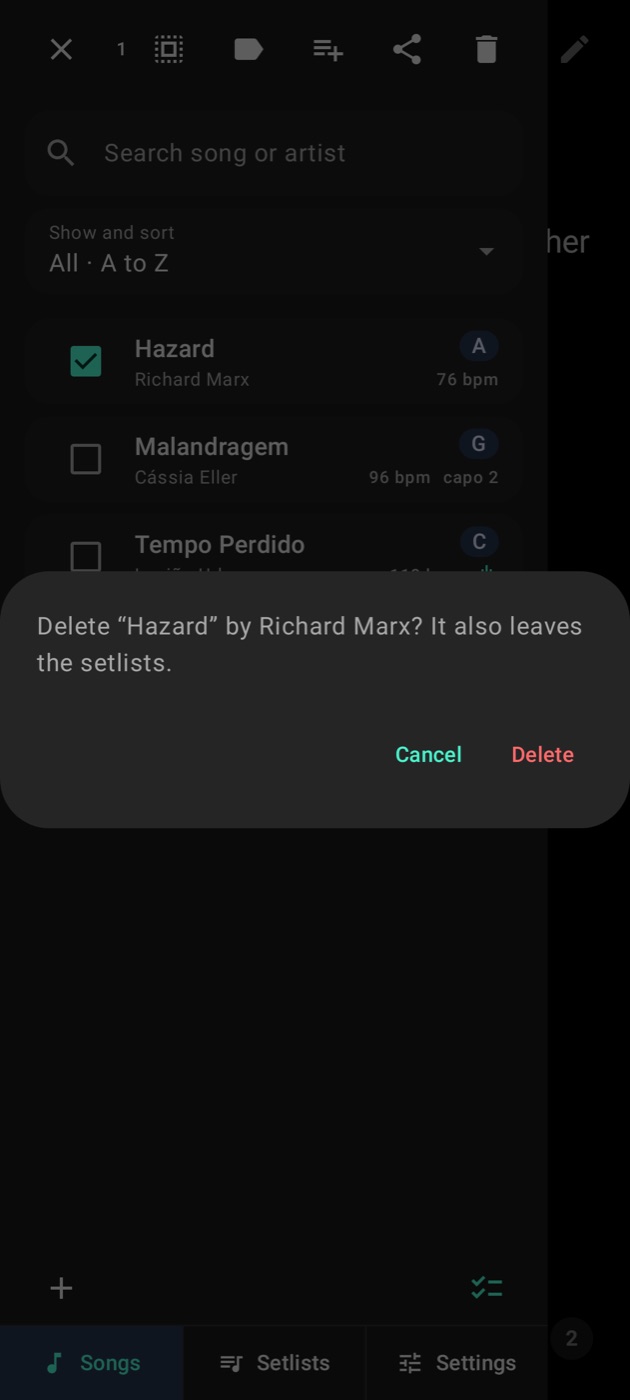 1
Search song or artist
her
Show and sort
All · A to Z
Hazard
A
Richard Marx
76 bpm
Malandragem
G
Cássia Eller
96 bpm capo 2
Tempo Perdido
C
Delete “Hazard” by Richard Marx? It also leaves
the setlists.
Cancel
Delete
2
Songs
Setlists
Settings